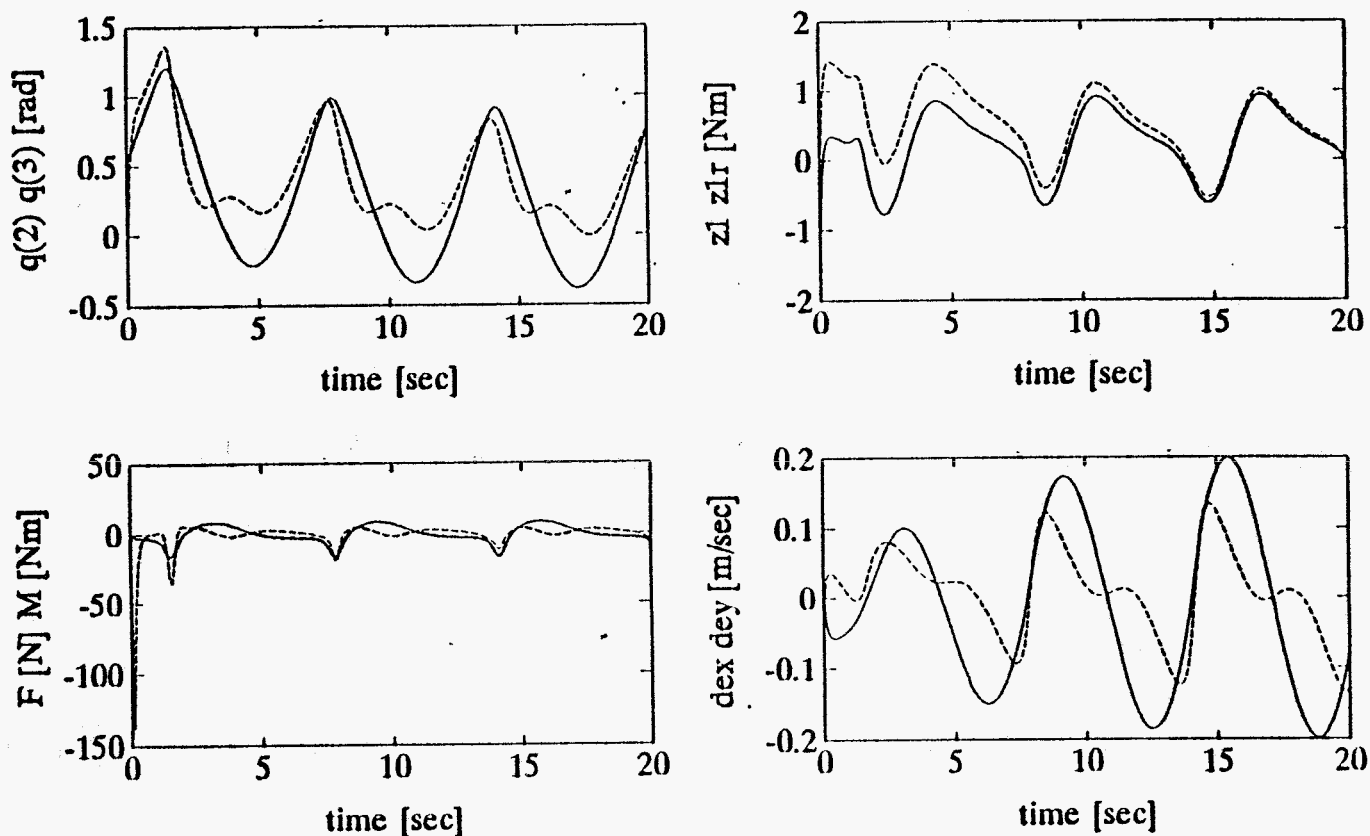 1.5
1
0.5
0
-0.5
q(2) q(3) [rad]
0 5 10 15 20
time [sec]
2
1
0
-1
-2
z1 z1r [Nm]
0 5 10 15 20
time [sec]
50
0
-50
-100
-150
F [N] M [Nm]
0 5 10 15 20
time [sec]
0.2
0.1
0
-0.1
-0.2
dex dey [m/sec]
0 5 10 15 20
time [sec]